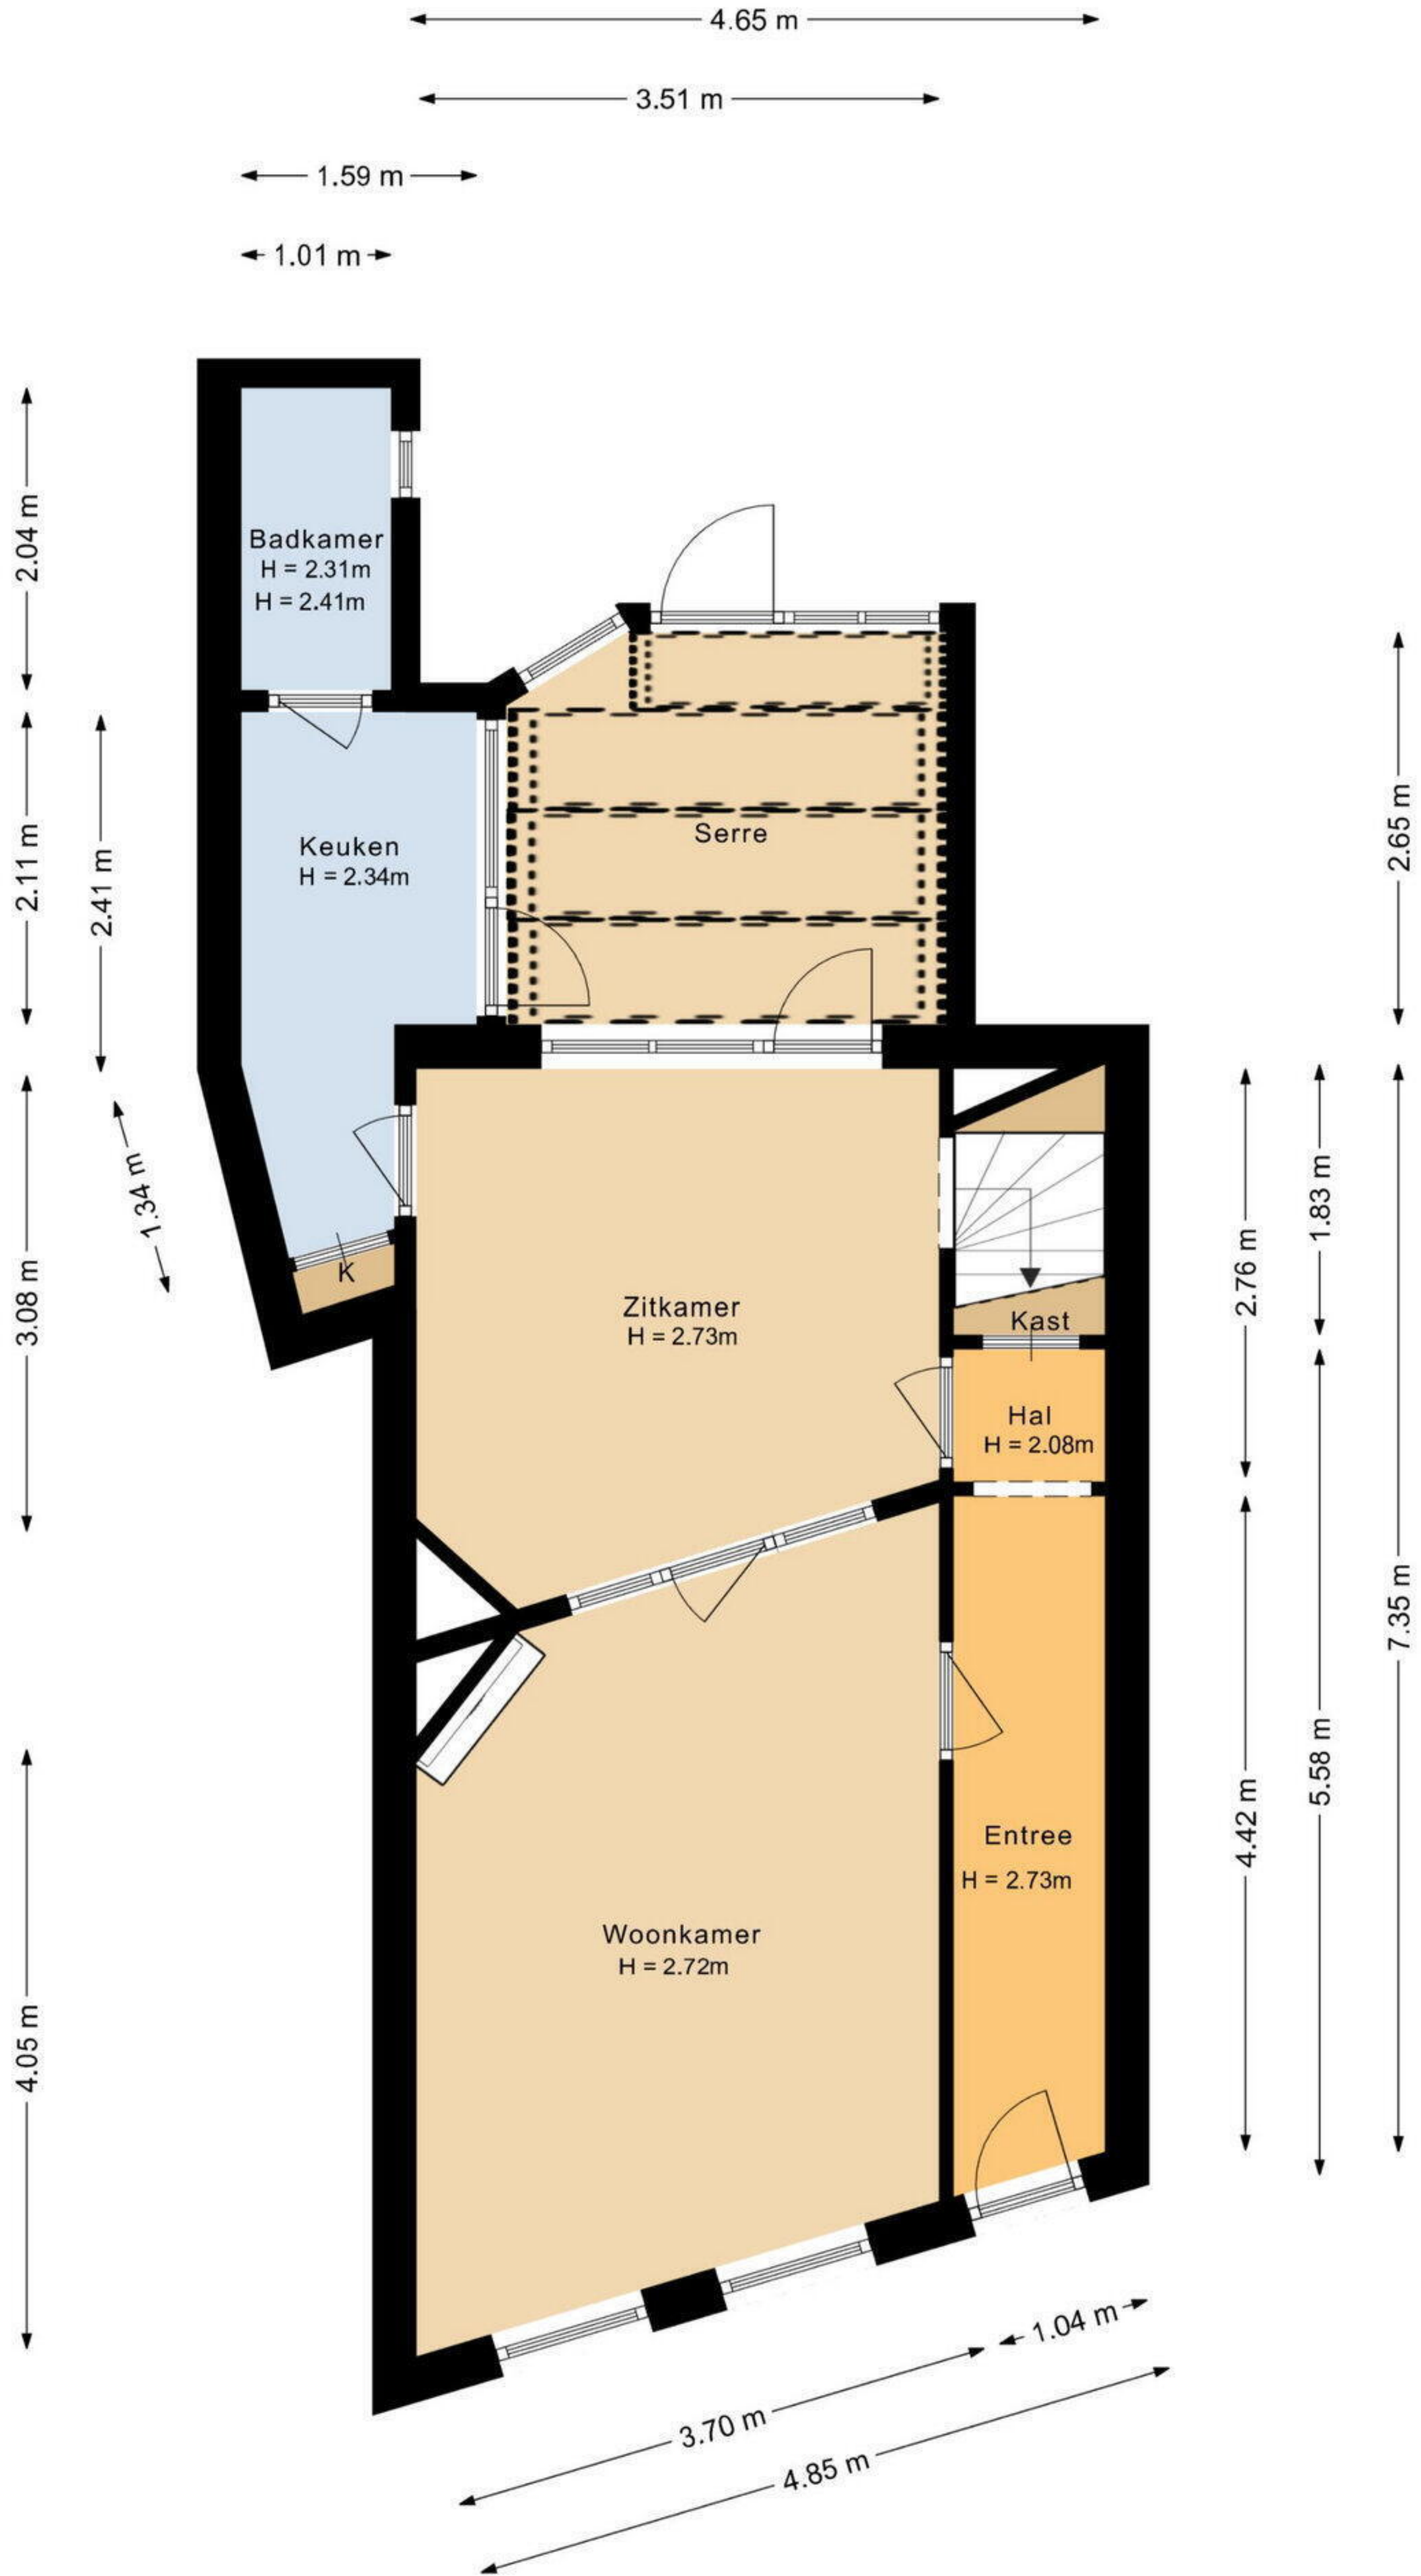 4.65 m
3.51 m
1.59 m
1.01 m
2.04 m
Badkamer
H = 2.31m
H = 2.41m
2.11 m
2.41 m
Keuken
H = 2.34m
Serre
2.65 m
1.34 m
K
3.08 m
Zitkamer
H = 2.73m
Kast
Hal
H = 2.08m
2.76 m
1.83 m
7.35 m
5.58 m
4.42 m
Entree
H = 2.73m
Woonkamer
H = 2.72m
4.05 m
1.04 m
3.70 m
4.85 m